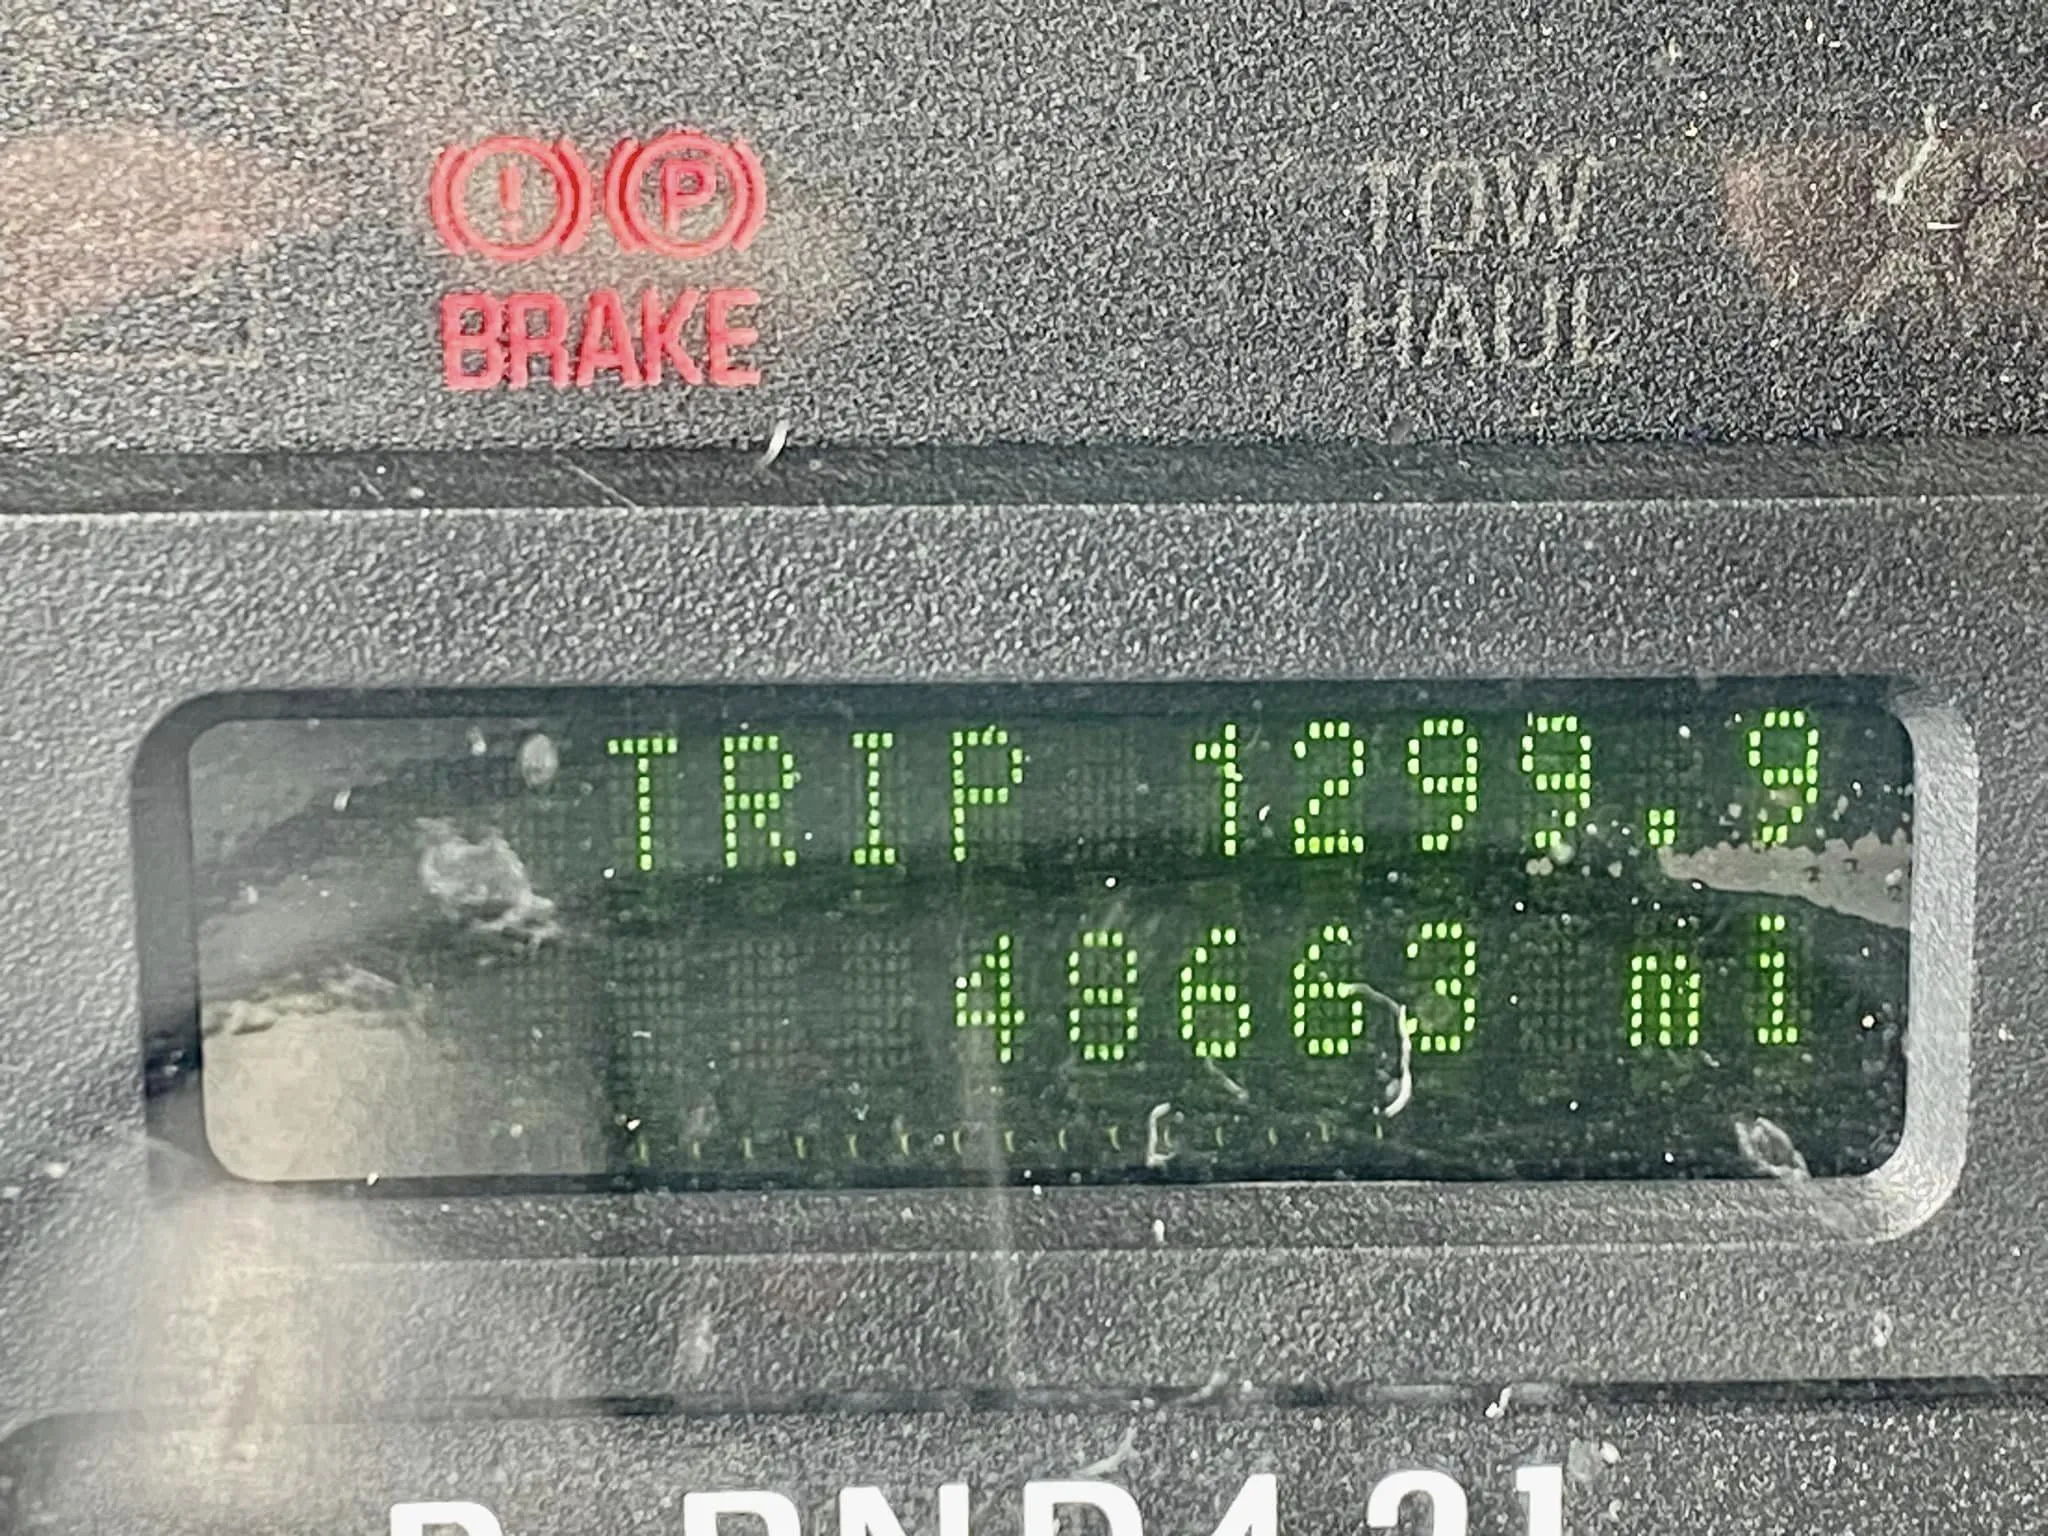 ! P
BRAKE
TOW
HAUL
TRIP 1299.9
48663 mi